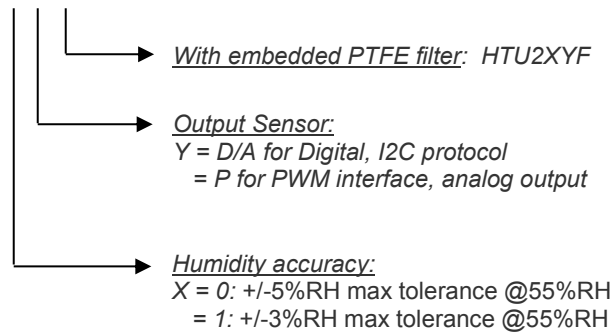 With embedded PTFE filter: HTU2XYF
Output Sensor:
Y = D/A for Digital, I2C protocol
= P for PWM interface, analog output
Humidity accuracy:
X = 0: +/-5%RH max tolerance @55%RH
= 1: +/-3%RH max tolerance @55%RH